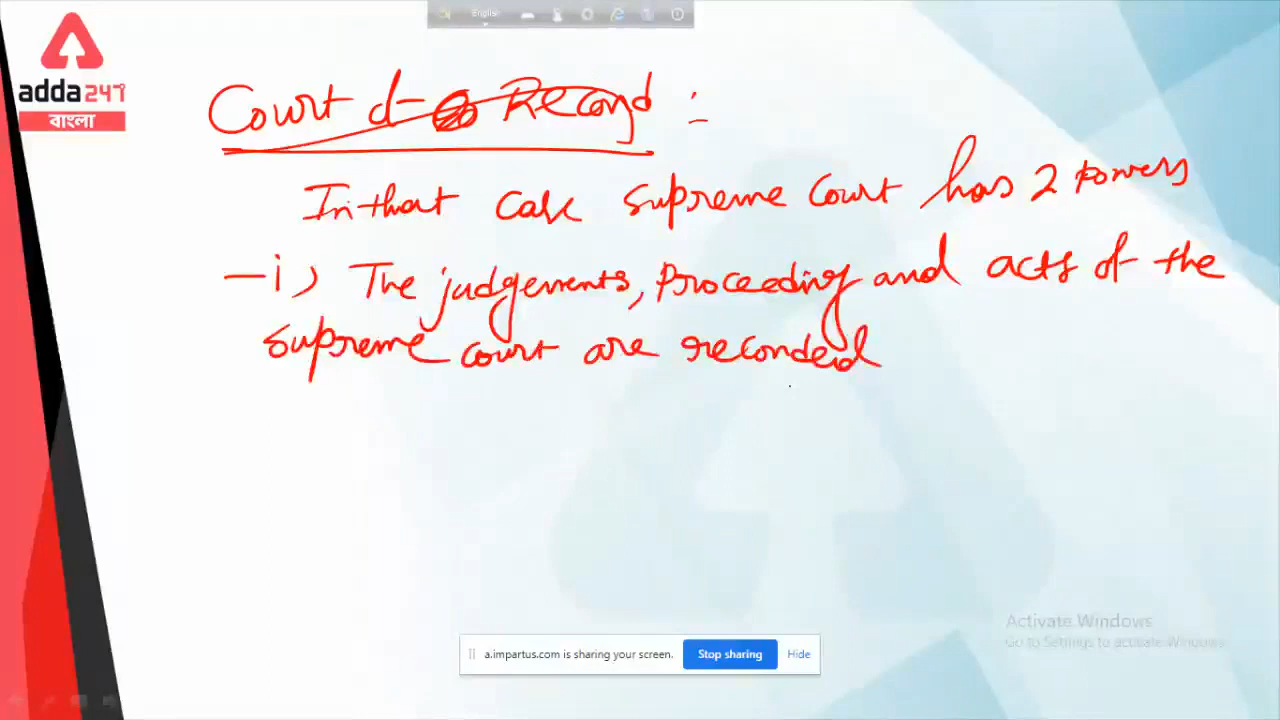 English
adda247
বাংলা
Court of Record :-
In that case Supreme Court has 2 powers
- i) The judgements, Proceeding and acts of the
Supreme court are recorded
a.impartus.com is sharing your screen.
Stop sharing
Hide
Activate Windows
Go to Settings to activate Windows.